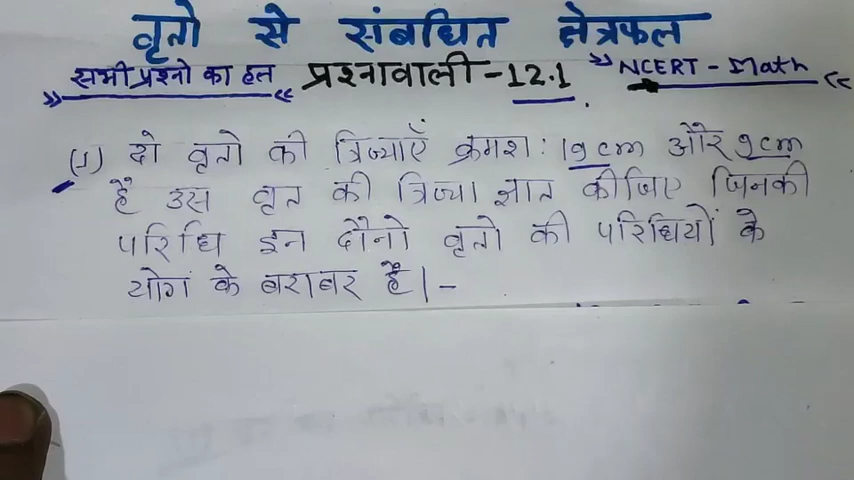 वृतो से संबधित क्षेत्रफल
सभी प्रश्नो का हल प्रश्नावाली-12.1 NCERT - Math
(1) दो वृतो की त्रिज्याएँ क्रमश: 19 cm और 9 cm
हैं उस वृत की त्रिज्या ज्ञात कीजिए जिनकी
परिधि इन दौनो वृतो की परिधियों के
योग के बराबर है।-